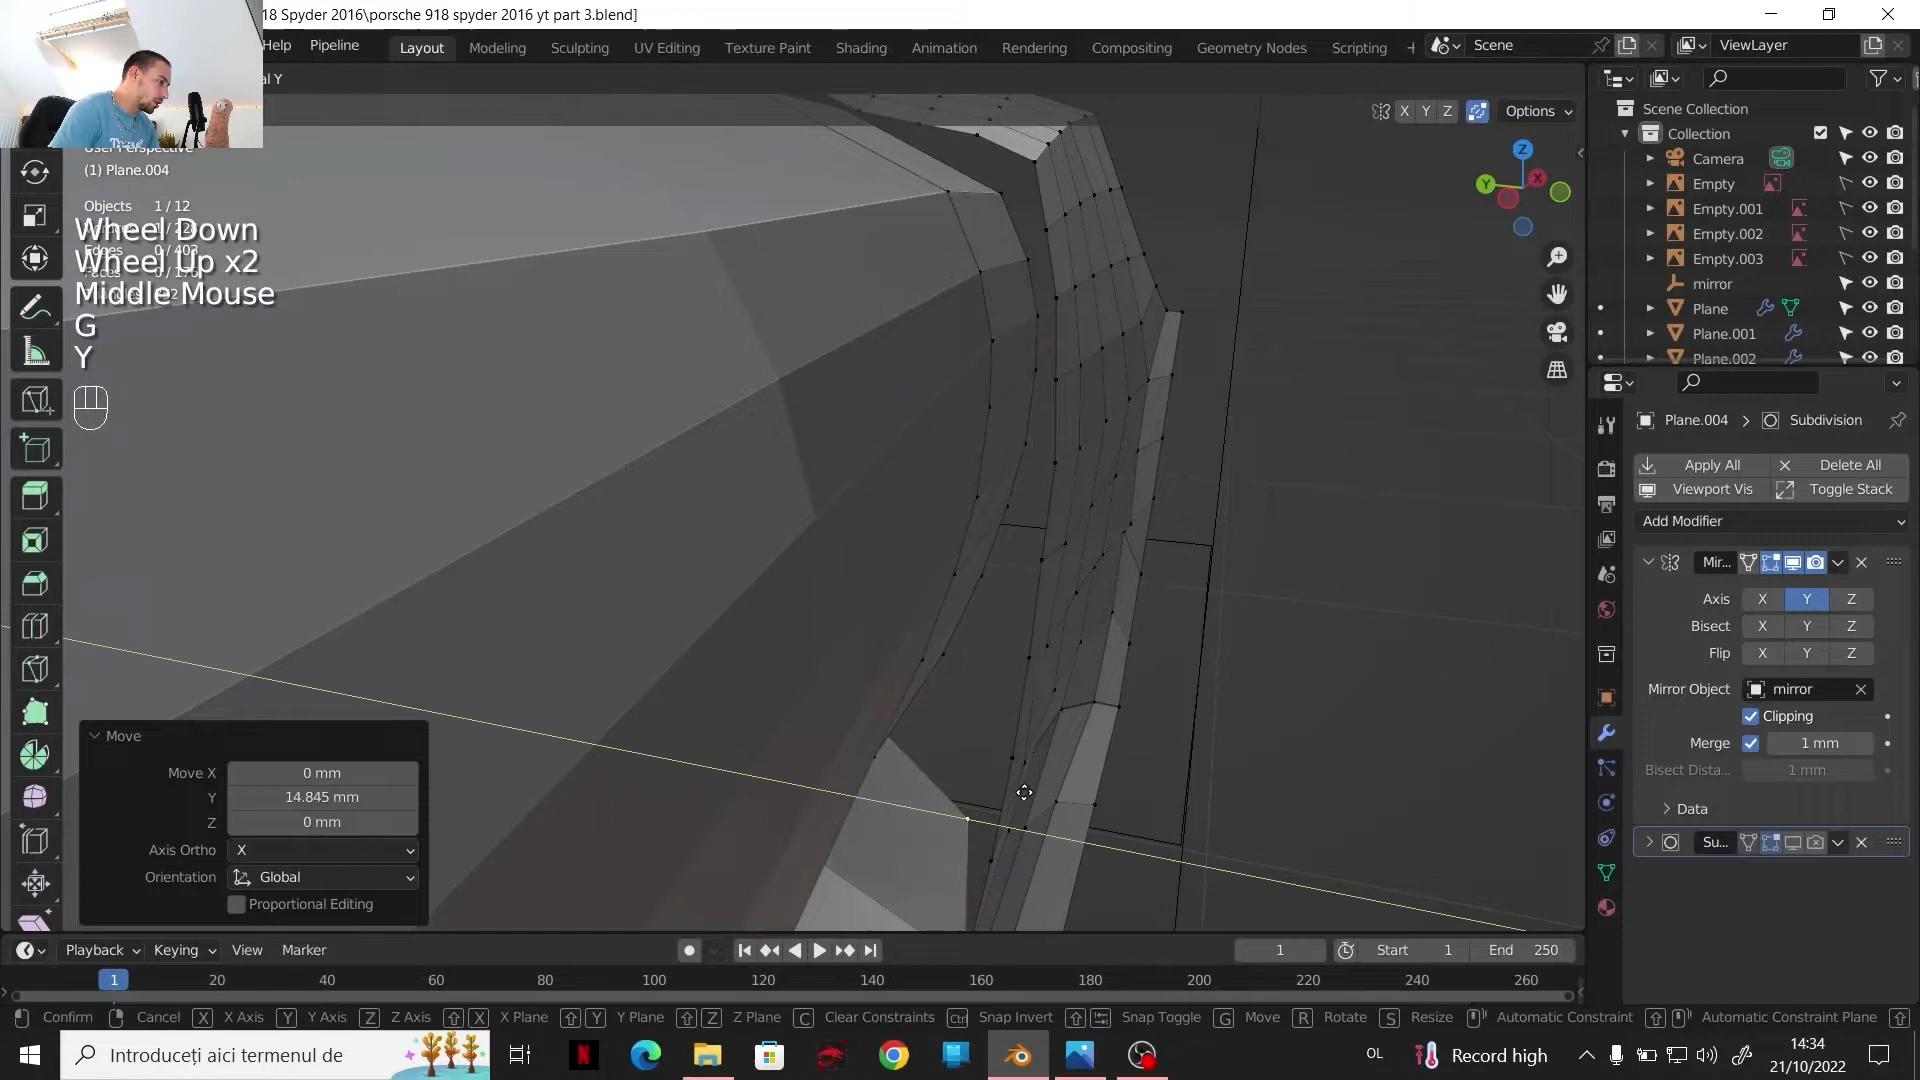 18 Spyder 2016\porsche 918 spyder 2016 yt part 3.blend]
Help Pipeline Layout Modeling Sculpting UV Editing Texture Paint Shading Animation Rendering Compositing Geometry Nodes Scripting + Scene ViewLayer
al Y
X Y Z Options
User Perspective
(1) Plane.004
Objects 1 / 12
Edges 0 / 403
Wheel Down
Wheel Up x2
Middle Mouse
G
Y
Z
Y
X
Scene Collection
Collection
Camera
Empty
Empty.001
Empty.002
Empty.003
mirror
Plane
Plane.001
Plane.002
Plane.004 > Subdivision
Apply All Delete All
Viewport Vis Toggle Stack
Add Modifier
Mir...
Axis X Y Z
Bisect X Y Z
Flip X Y Z
Mirror Object mirror
Clipping
Merge 1 mm
Bisect Dista... 1 mm
Data
Su...
Move
Move X 0 mm
Y 14.845 mm
Z 0 mm
Axis Ortho X
Orientation Global
Proportional Editing
Playback Keying View Marker 1 Start 1 End 250
1 20 40 60 80 100 120 140 160 180 200 220 240 260
Confirm Cancel X X Axis Y Y Axis Z Z Axis X X Plane Y Y Plane Z Z Plane C Clear Constraints Ctrl Snap Invert Snap Toggle G Move R Rotate S Resize Automatic Constraint Automatic Constraint Plane
Introduceți aici termenul de
OL Record high
14:34
21/10/2022